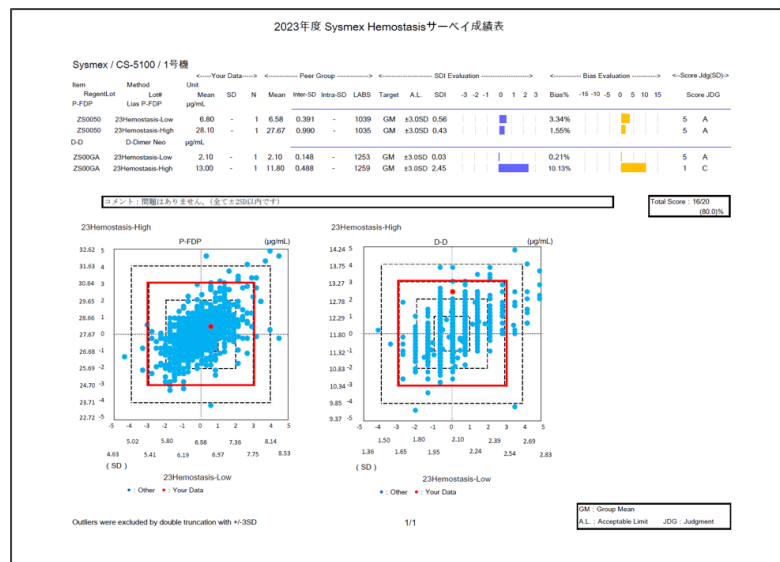 2023年度 Sysmex Hemostasisサーベイ成績表
Sysmex / CS-5100 / 1号機
<-----Your Data----> <------------- Peer Group ------------> <------------------- SDI Evaluation -------------------> <----------- Bias Evaluation -----------> <--Score Jdg(SD)->
Item Method Unit
RegentLot Lot# Mean SD N Mean Inter-SD Intra-SD LABS Target A.L. SDI -3 -2 -1 0 1 2 3 Bias% -15 -10 -5 0 5 10 15 Score JDG
P-FDP Lias P-FDP μg/mL
ZS0050 23Hemostasis-Low 6.80 - 1 6.58 0.391 - 1039 GM ±3.0SD 0.56 3.34% 5 A
ZS0050 23Hemostasis-High 28.10 - 1 27.67 0.990 - 1035 GM ±3.0SD 0.43 1.55% 5 A
D-D D-Dimer Neo μg/mL
ZS00GA 23Hemostasis-Low 2.10 - 1 2.10 0.148 - 1253 GM ±3.0SD 0.03 0.21% 5 A
ZS00GA 23Hemostasis-High 13.00 - 1 11.80 0.488 - 1259 GM ±3.0SD 2.45 10.13% 1 C
コメント：問題はありません。(全て±2SD以内です)
Total Score : 16/20
(80.0)%
23Hemostasis-High
P-FDP (μg/mL)
32.62 5
31.63 4
30.64 3
29.65 2
28.66 1
27.67 0
26.68 -1
25.69 -2
24.70 -3
23.71 -4
22.72 -5
-5 -4 -3 -2 -1 0 1 2 3 4 5
5.02 5.80 6.58 7.36 8.14
4.63 5.41 6.19 6.97 7.75 8.53
(SD)
23Hemostasis-Low
● : Other ● : Your Data
23Hemostasis-High
D-D (μg/mL)
14.24 5
13.75 4
13.27 3
12.78 2
12.29 1
11.80 0
11.32 -1
10.83 -2
10.34 -3
9.85 -4
9.37 -5
-5 -4 -3 -2 -1 0 1 2 3 4 5
1.50 1.80 2.10 2.39 2.69
1.36 1.65 1.95 2.24 2.54 2.83
(SD)
23Hemostasis-Low
● : Other ● : Your Data
Outliers were excluded by double truncation with +/-3SD
1/1
GM : Group Mean
A.L. : Acceptable Limit JDG : Judgment